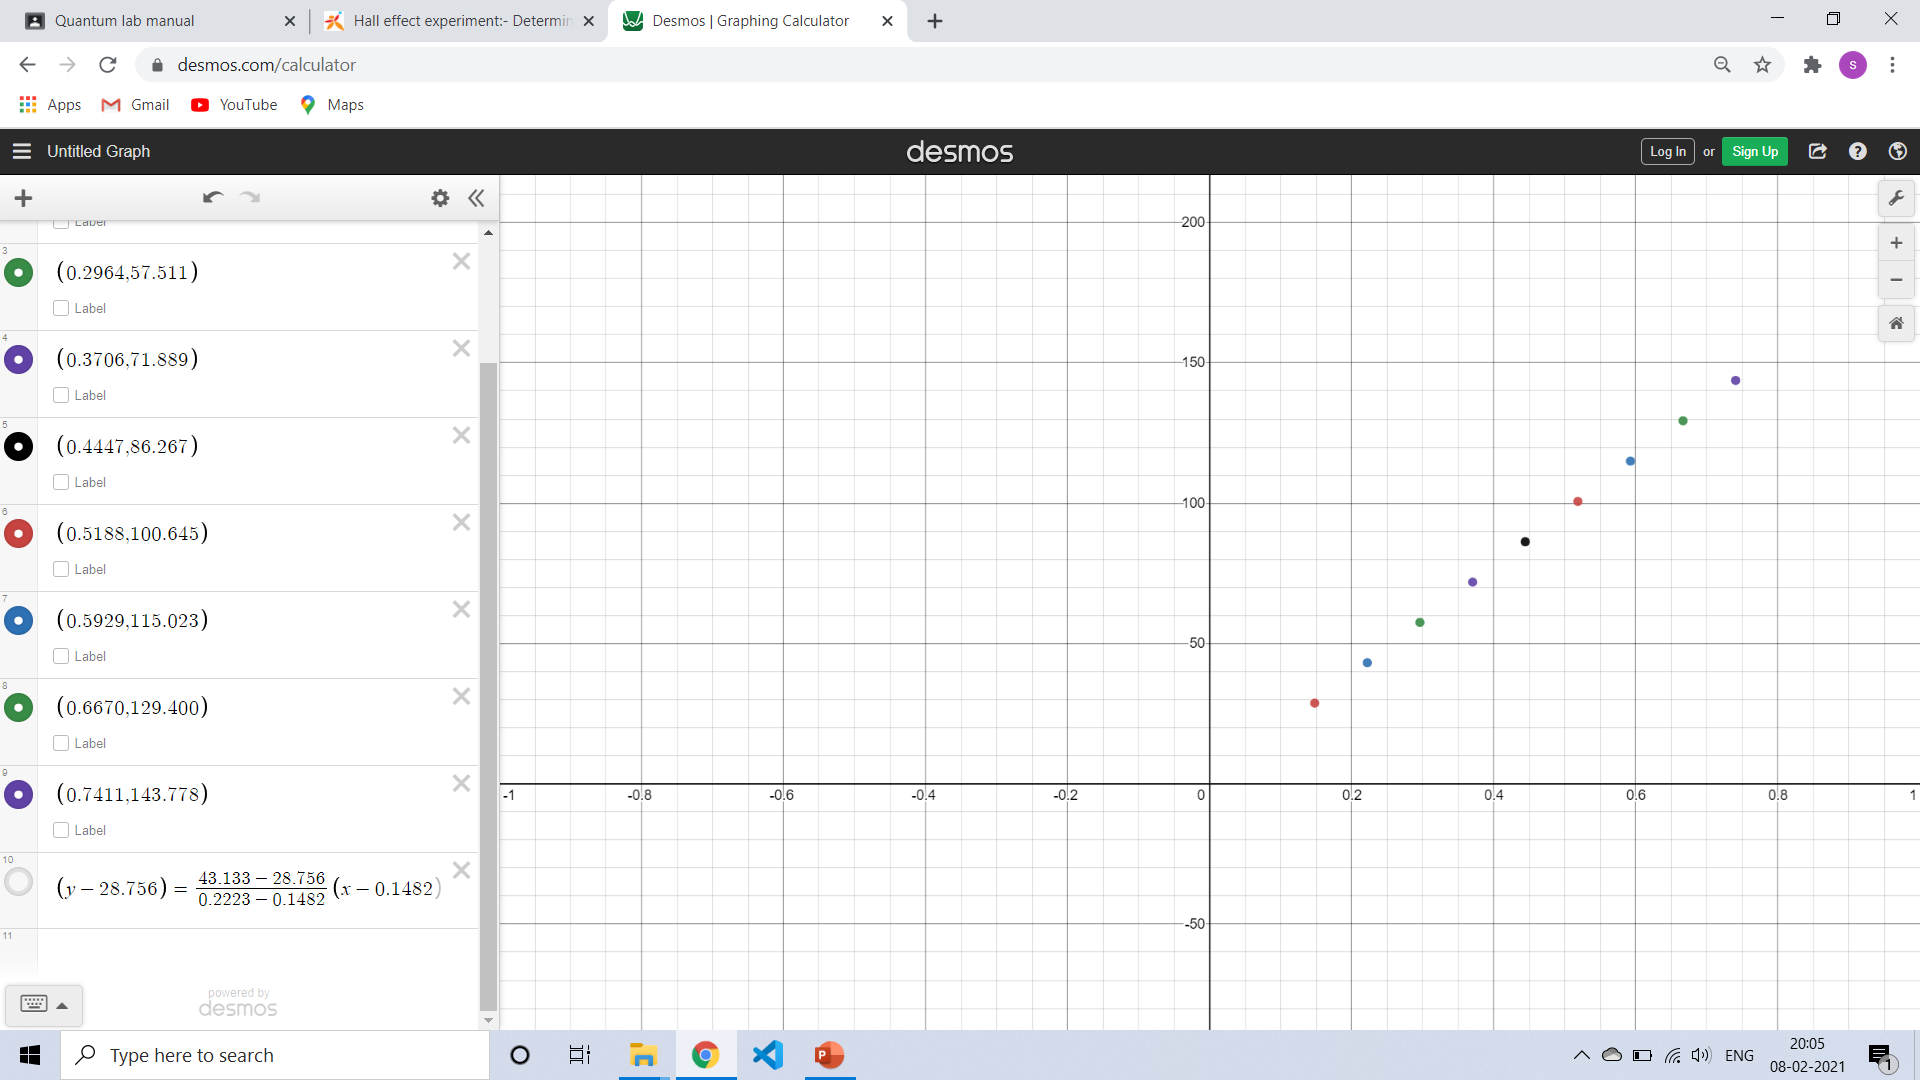 Quantum lab manual
Hall effect experiment:- Determin
Desmos | Graphing Calculator
desmos.com/calculator
s
Apps
Gmail
YouTube
Maps
Untitled Graph
desmos
Log In
or
Sign Up
Label
3
(0.2964,57.511)
Label
4
(0.3706,71.889)
Label
5
(0.4447,86.267)
Label
6
(0.5188,100.645)
Label
7
(0.5929,115.023)
Label
8
(0.6670,129.400)
Label
9
(0.7411,143.778)
Label
10
(y − 28.756) = \frac{43.133 − 28.756}{0.2223 − 0.1482}(x − 0.1482)
11
powered by
desmos
200
150
100
50
-1 -0.8 -0.6 -0.4 -0.2 0 0.2 0.4 0.6 0.8 1
-50
Type here to search
P
ENG
20:05
08-02-2021
1